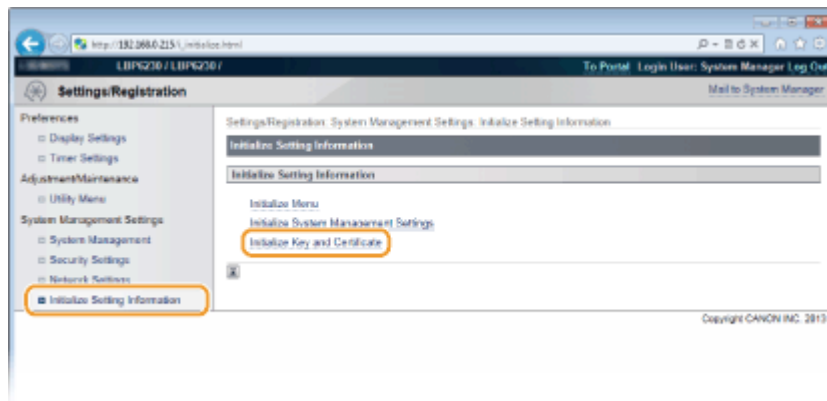 http://192.168.0.215/t_initialize.html
LBP6230 / LBP6230 /
To Portal Login User: System Manager Log Out
Settings/Registration
Mail to System Manager
Preferences
Display Settings
Timer Settings
Adjustment/Maintenance
Utility Menu
System Management Settings
System Management
Security Settings
Network Settings
Initialize Setting Information
Settings/Registration: System Management Settings: Initialize Setting Information
Initialize Setting Information
Initialize Setting Information
Initialize Menu
Initialize System Management Settings
Initialize Key and Certificate
Copyright CANON INC. 2013